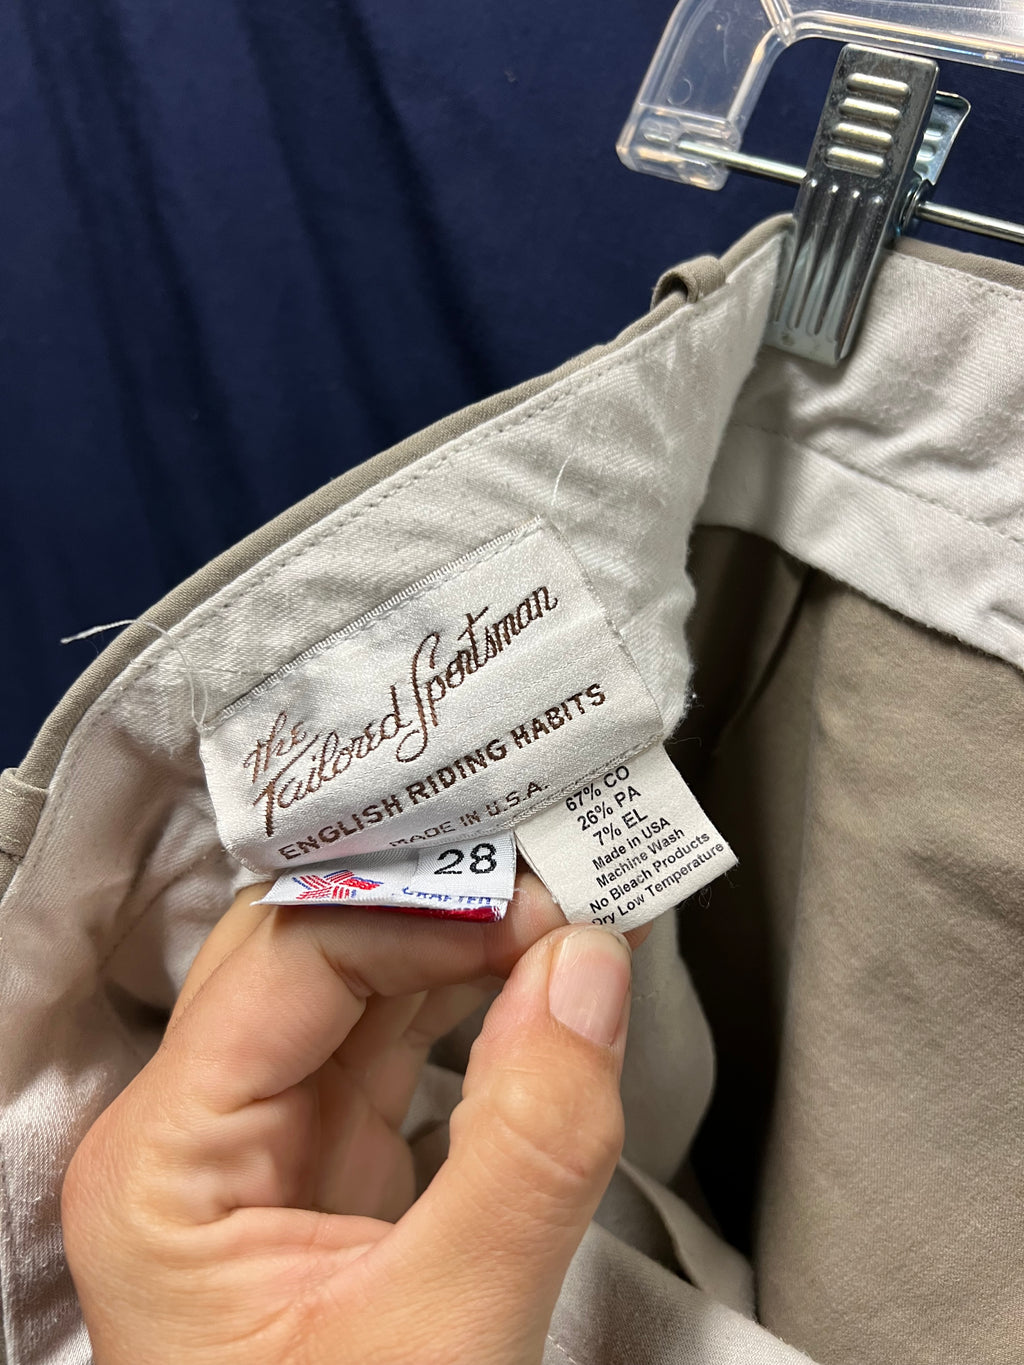 The
Tailored Sportsman
ENGLISH RIDING HABITS
MADE IN U.S.A.
28
CRAFTED
67% CO
26% PA
7% EL
Made in USA
Machine Wash
No Bleach Products
Dry Low Temperature